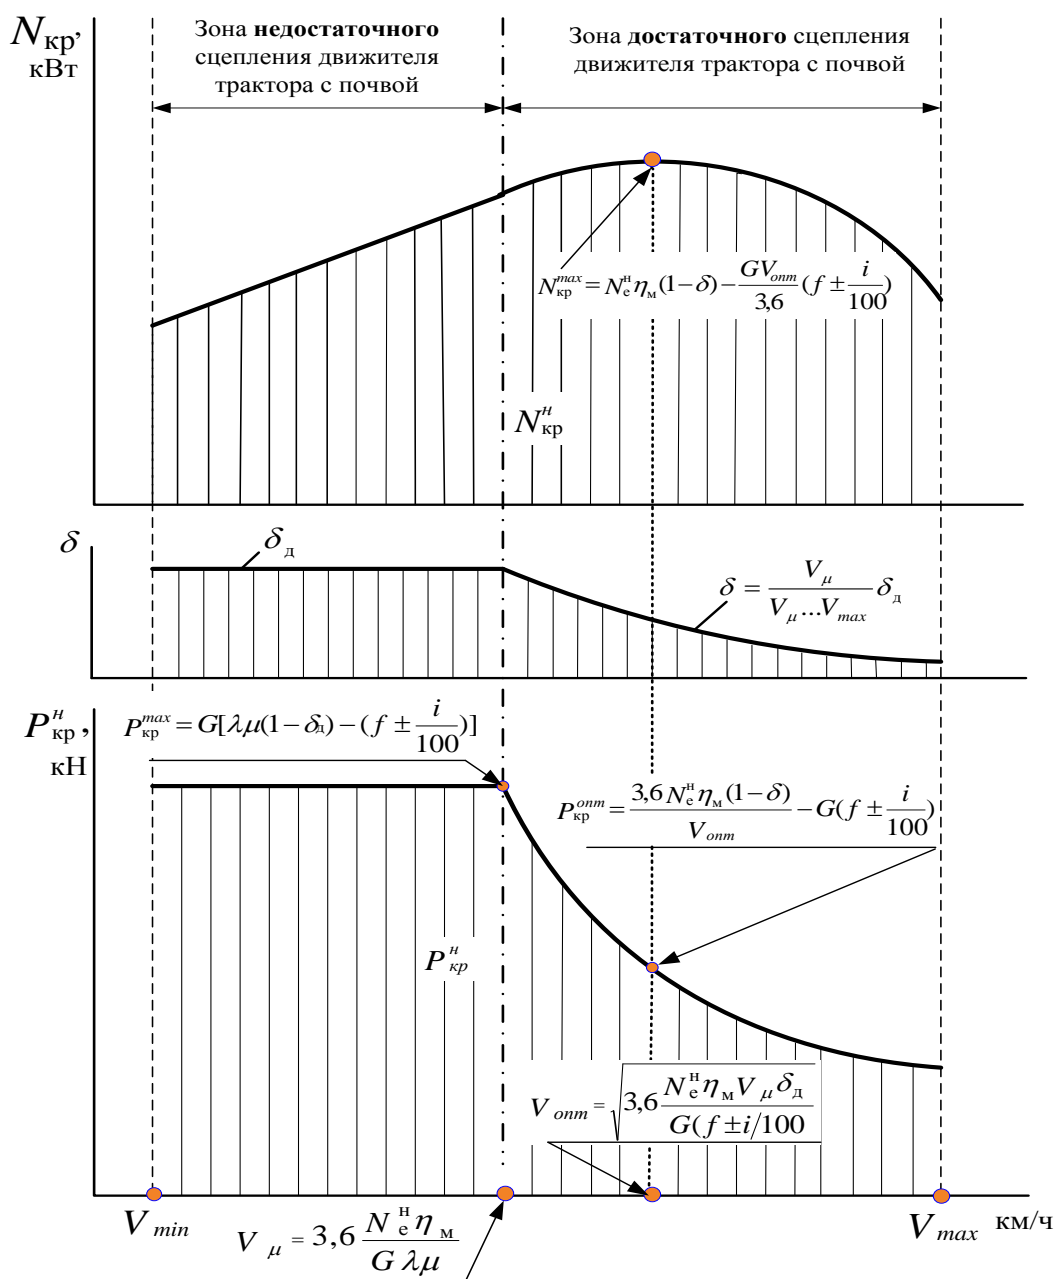 N_кр,
кВт
Зона недостаточного
сцепления движителя
трактора с почвой
Зона достаточного сцепления
движителя трактора с почвой
N_кр^max = N_e^н η_м (1−δ) − GV_опт/3,6 (f ± i/100)
N_кр^н
δ
δ_д
δ = V_μ/(V_μ...V_max) δ_д
P_кр^н,
кН
P_кр^max = G[λμ(1−δ_д) − (f ± i/100)]
P_кр^опт = 3,6 N_e^н η_м (1−δ)/V_опт − G(f ± i/100)
P_кр^н
V_опт = √(3,6 N_e^н η_м V_μ δ_д/G(f ± i/100
V_min
V_max км/ч
V_μ = 3,6 N_e^н η_м/G λμ